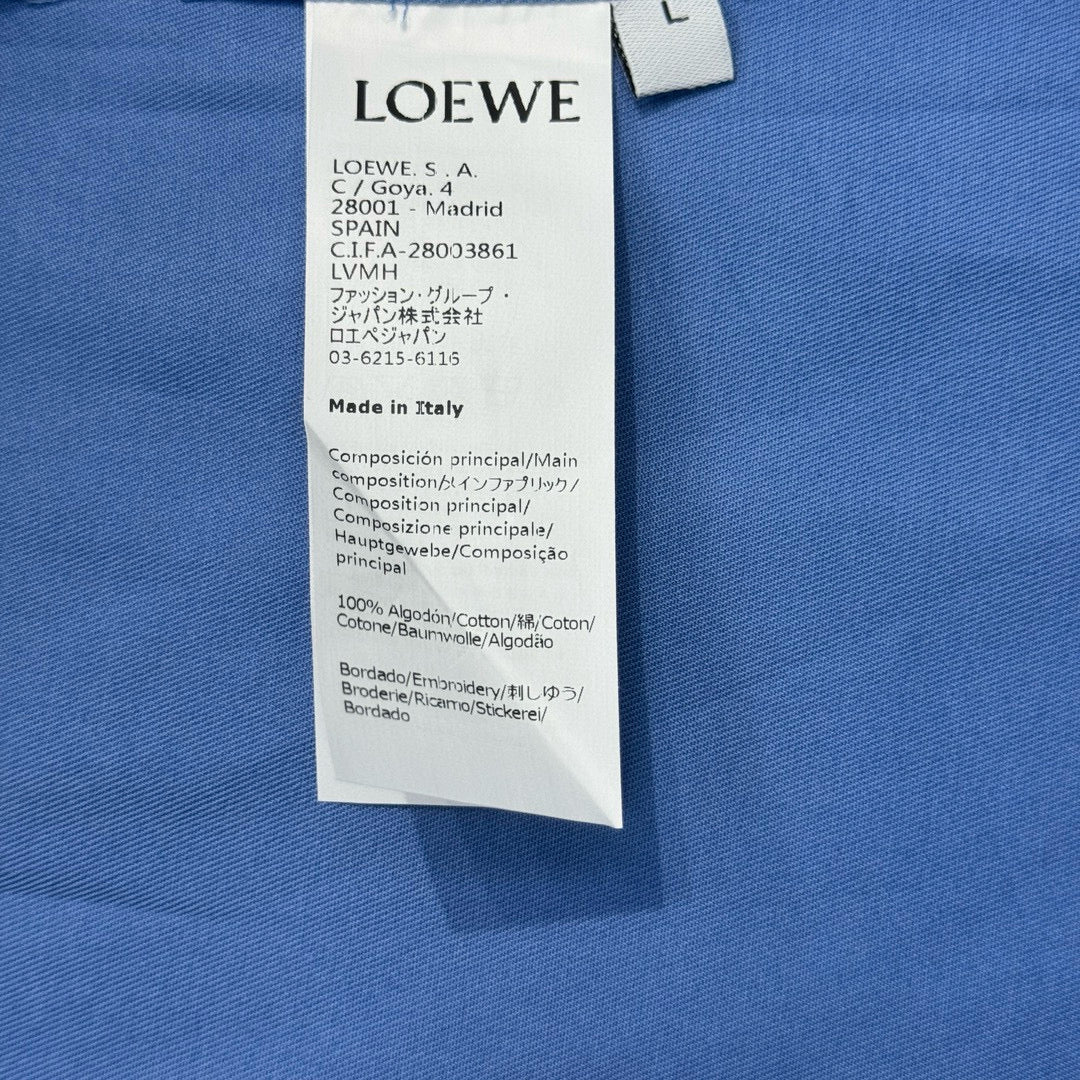 L
LOEWE
LOEWE. S . A.
C / Goya. 4
28001 - Madrid
SPAIN
C.I.F.A-28003861
LVMH
ファッション・グループ・
ジャパン株式会社
ロエベジャパン
03-6215-6116
Made in Italy
Composición principal/Main
composition/メインファブリック/
Composition principal/
Composizione principale/
Hauptgewebe/Composição
principal
100% Algodón/Cotton/綿/Coton/
Cotone/Baumwolle/Algodão
Bordado/Embroidery/刺しゆう/
Broderie/Ricamo/Stickerei/
Bordado